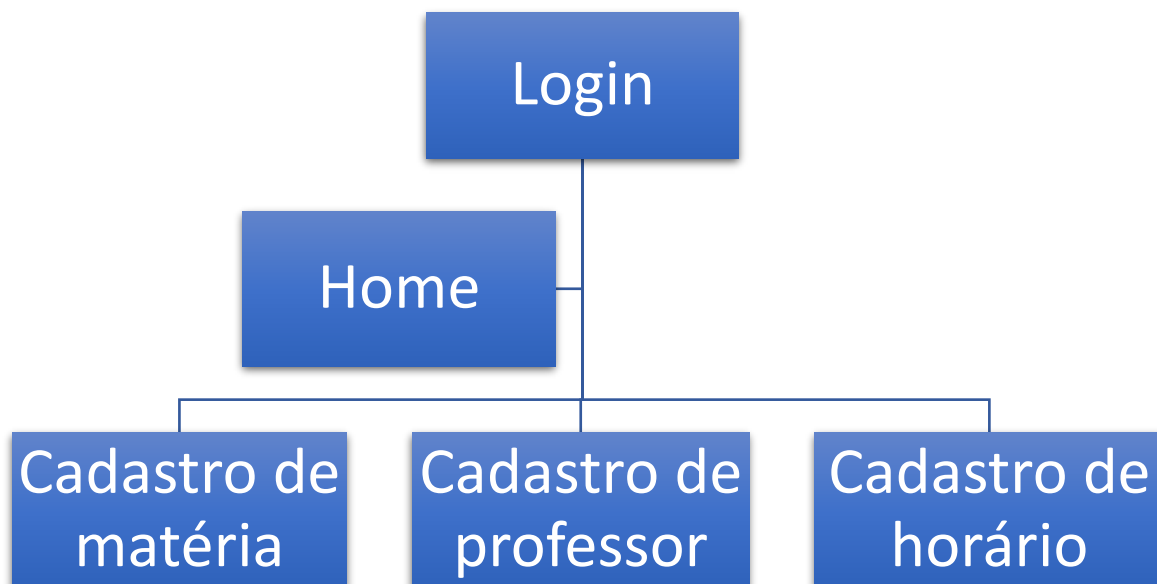 Login
Home
Cadastro de
matéria
Cadastro de
professor
Cadastro de
horário